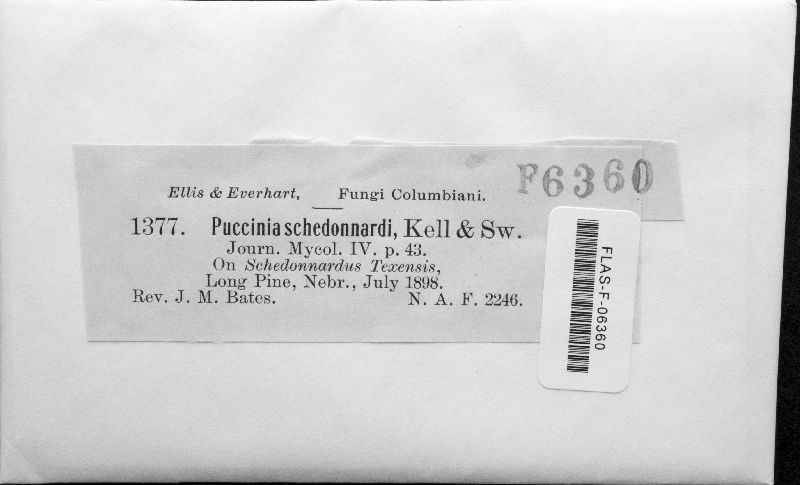 F6360
Ellis & Everhart, Fungi Columbiani.
1377. Puccinia schedonnardi, Kell & Sw.
Journ. Mycol. IV. p. 43.
On Schedonnardus Texensis,
Long Pine, Nebr., July 1898.
Rev. J. M. Bates. N. A. F. 2246.
FLAS-F-06360